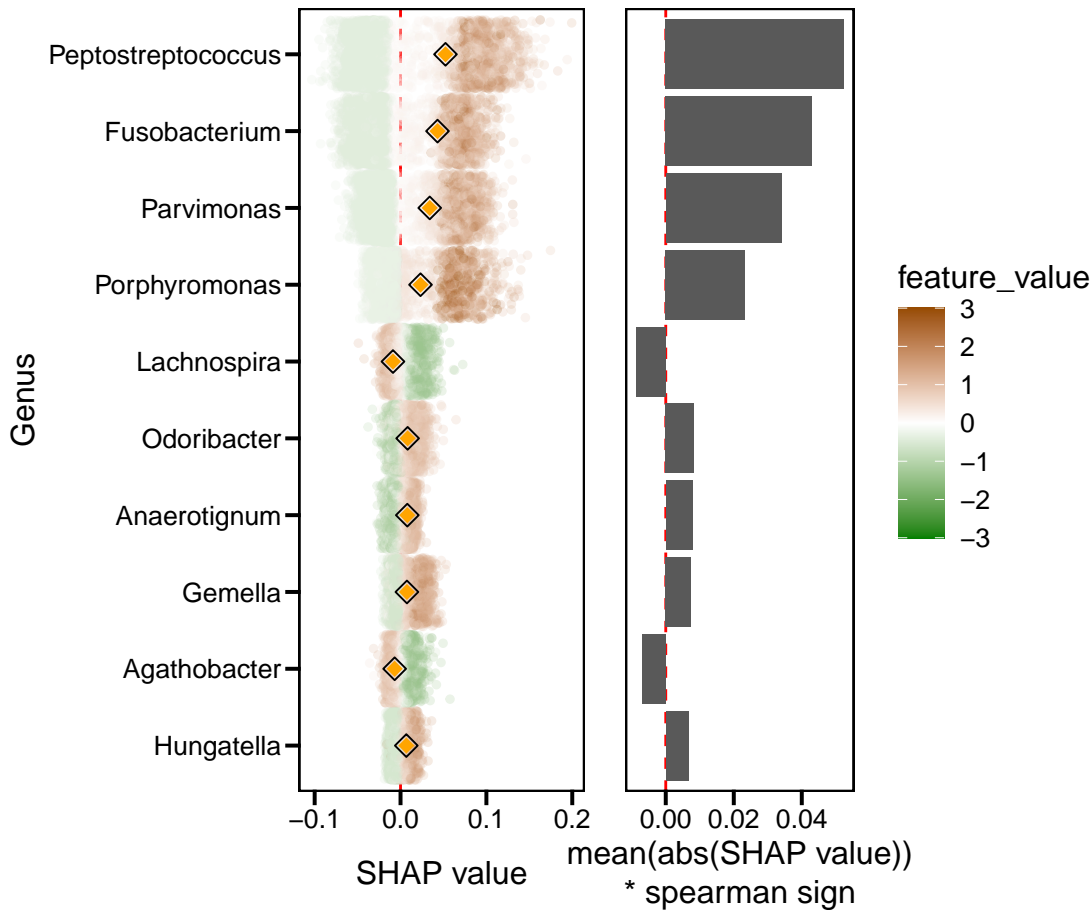 Genus
Peptostreptococcus
Fusobacterium
Parvimonas
Porphyromonas
Lachnospira
Odoribacter
Anaerotignum
Gemella
Agathobacter
Hungatella
−0.1 0.0 0.1 0.2
SHAP value
0.00 0.02 0.04
mean(abs(SHAP value))
* spearman sign
feature_value
3
2
1
0
−1
−2
−3